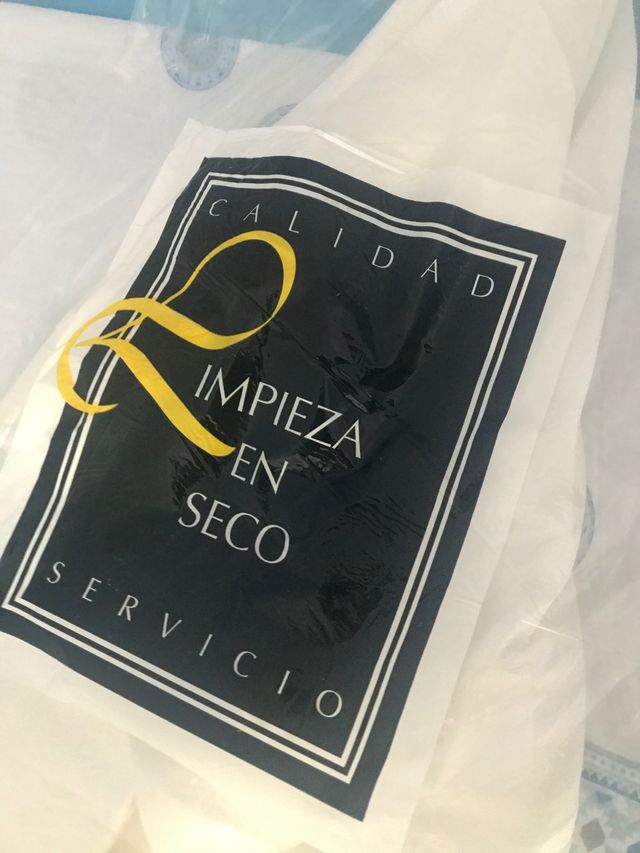 CALIDAD
LIMPIEZA
EN
SECO
SERVICIO